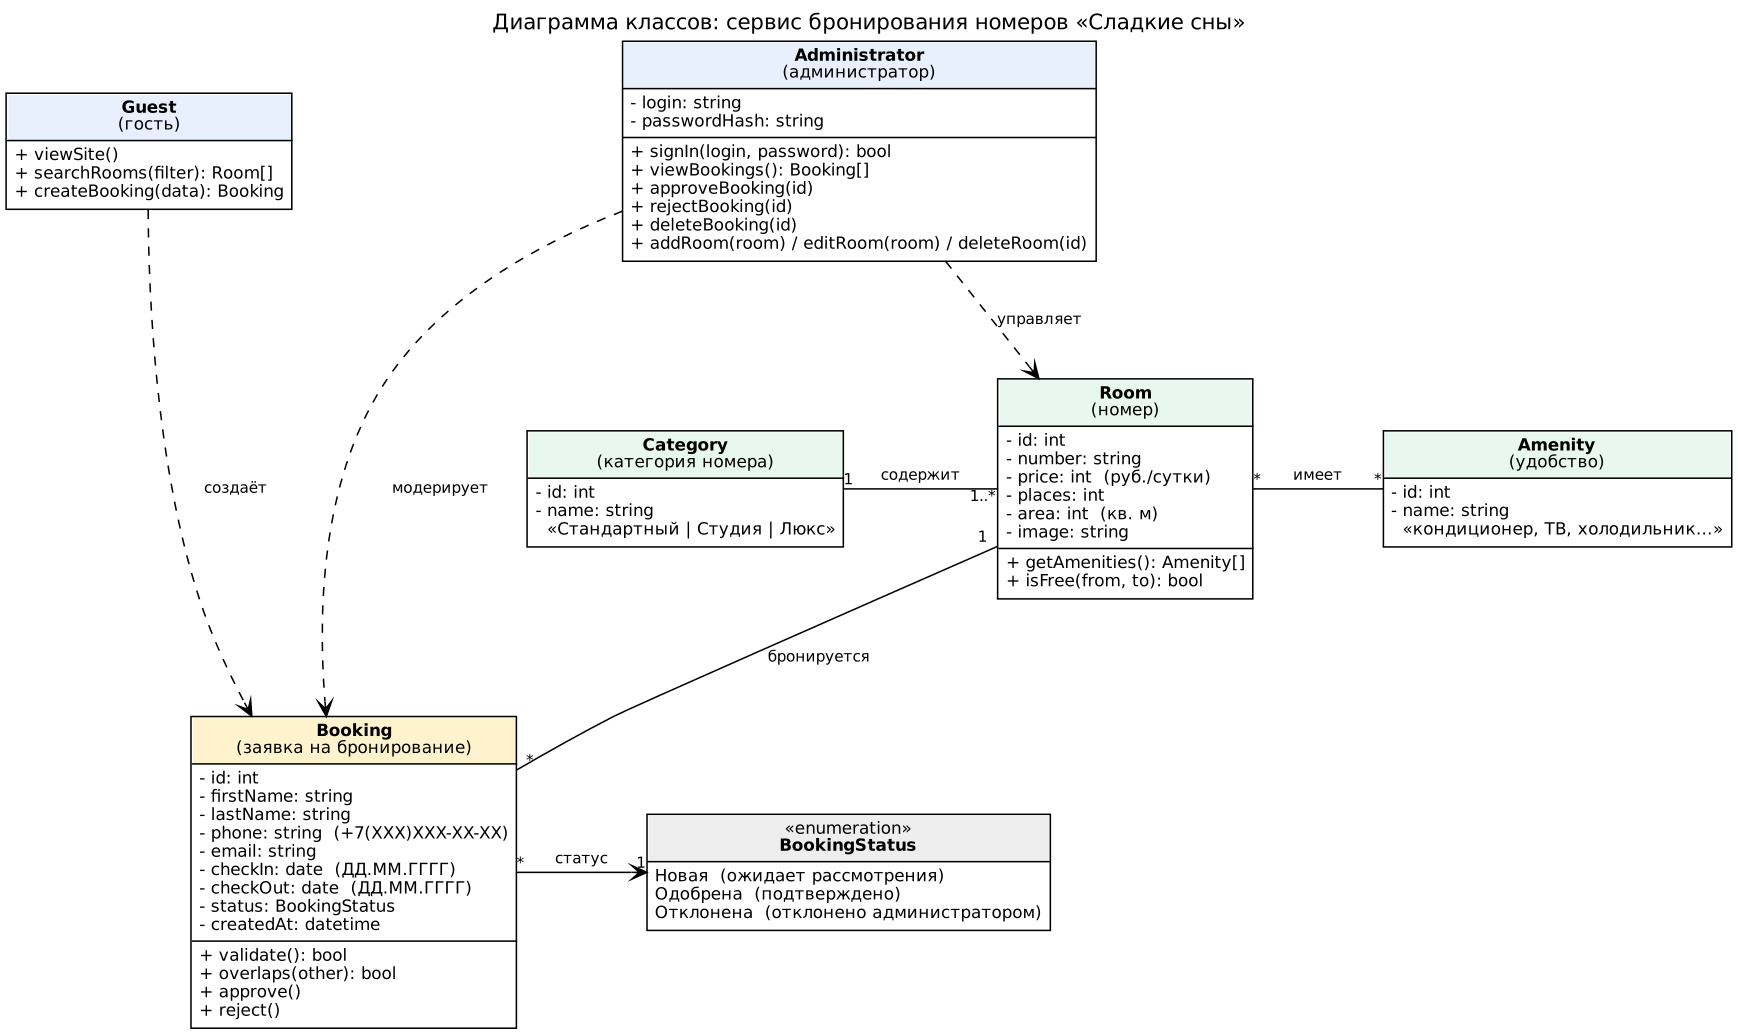 Диаграмма классов: сервис бронирования номеров «Сладкие сны»
Administrator
(администратор)
- login: string
- passwordHash: string
+ signIn(login, password): bool
+ viewBookings(): Booking[]
+ approveBooking(id)
+ rejectBooking(id)
+ deleteBooking(id)
+ addRoom(room) / editRoom(room) / deleteRoom(id)
Guest
(гость)
+ viewSite()
+ searchRooms(filter): Room[]
+ createBooking(data): Booking
управляет
создаёт
модерирует
Category
(категория номера)
- id: int
- name: string
«Стандартный | Студия | Люкс»
1
содержит
1..*
Room
(номер)
- id: int
- number: string
- price: int  (руб./сутки)
- places: int
- area: int  (кв. м)
- image: string
+ getAmenities(): Amenity[]
+ isFree(from, to): bool
*
имеет
*
Amenity
(удобство)
- id: int
- name: string
«кондиционер, ТВ, холодильник...»
1
бронируется
*
Booking
(заявка на бронирование)
- id: int
- firstName: string
- lastName: string
- phone: string  (+7(XXX)XXX-XX-XX)
- email: string
- checkIn: date  (ДД.ММ.ГГГГ)
- checkOut: date  (ДД.ММ.ГГГГ)
- status: BookingStatus
- createdAt: datetime
+ validate(): bool
+ overlaps(other): bool
+ approve()
+ reject()
*
статус
1
«enumeration»
BookingStatus
Новая  (ожидает рассмотрения)
Одобрена  (подтверждено)
Отклонена  (отклонено администратором)